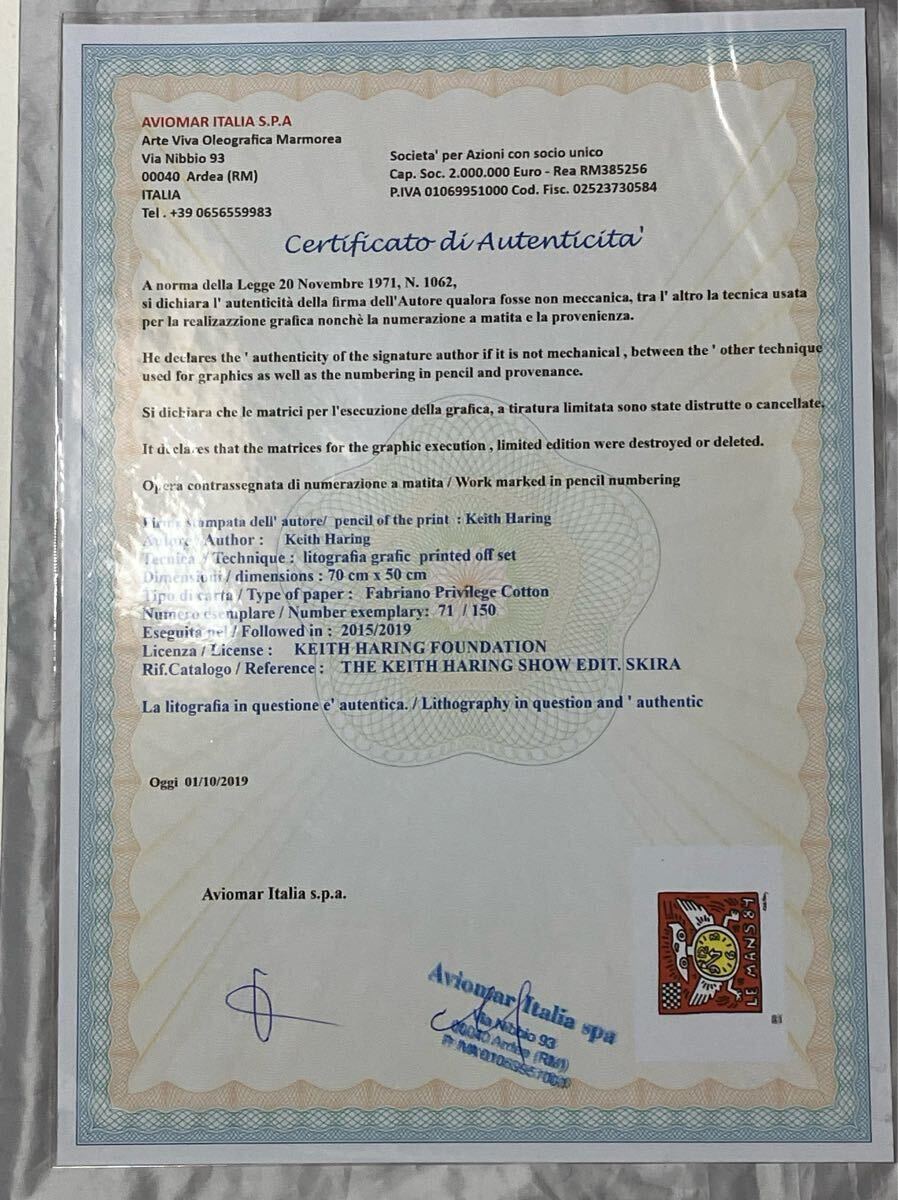 AVIOMAR ITALIA S.P.A
Arte Viva Oleografica Marmorea
Via Nibbio 93
00040 Ardea (RM)
ITALIA
Tel . +39 0656559983
Societa' per Azioni con socio unico
Cap. Soc. 2.000.000 Euro - Rea RM385256
P.IVA 01069951000 Cod. Fisc. 02523730584
Certificato di Autenticita'
A norma della Legge 20 Novembre 1971, N. 1062,
si dichiara l' autenticità della firma dell'Autore qualora fosse non meccanica, tra l' altro la tecnica usata
per la realizazzione grafica nonchè la numerazione a matita e la provenienza.
He declares the ' authenticity of the signature author if it is not mechanical , between the ' other technique
used for graphics as well as the numbering in pencil and provenance.
Si dichiara che le matrici per l'esecuzione della grafica, a tiratura limitata sono state distrutte o cancellate.
It declares that the matrices for the graphic execution , limited edition were destroyed or deleted.
Opera contrassegnata di numerazione a matita / Work marked in pencil numbering
stampata dell' autore/ pencil of the print : Keith Haring
Autore / Author : Keith Haring
Tecnica / Technique : litografia grafic printed off set
Dimensioni / dimensions : 70 cm x 50 cm
Tipo di carta / Type of paper : Fabriano Privilege Cotton
Numero esemplare / Number exemplary: 71 / 150
Eseguita nel / Followed in : 2015/2019
Licenza / License : KEITH HARING FOUNDATION
Rif.Catalogo / Reference : THE KEITH HARING SHOW EDIT. SKIRA
La litografia in questione e' autentica. / Lithography in question and ' authentic
Oggi 01/10/2019
Aviomar Italia s.p.a.
Aviomar Italia spa
Via Nibbio 93
00040 Ardea (RM)
LE MANS 84